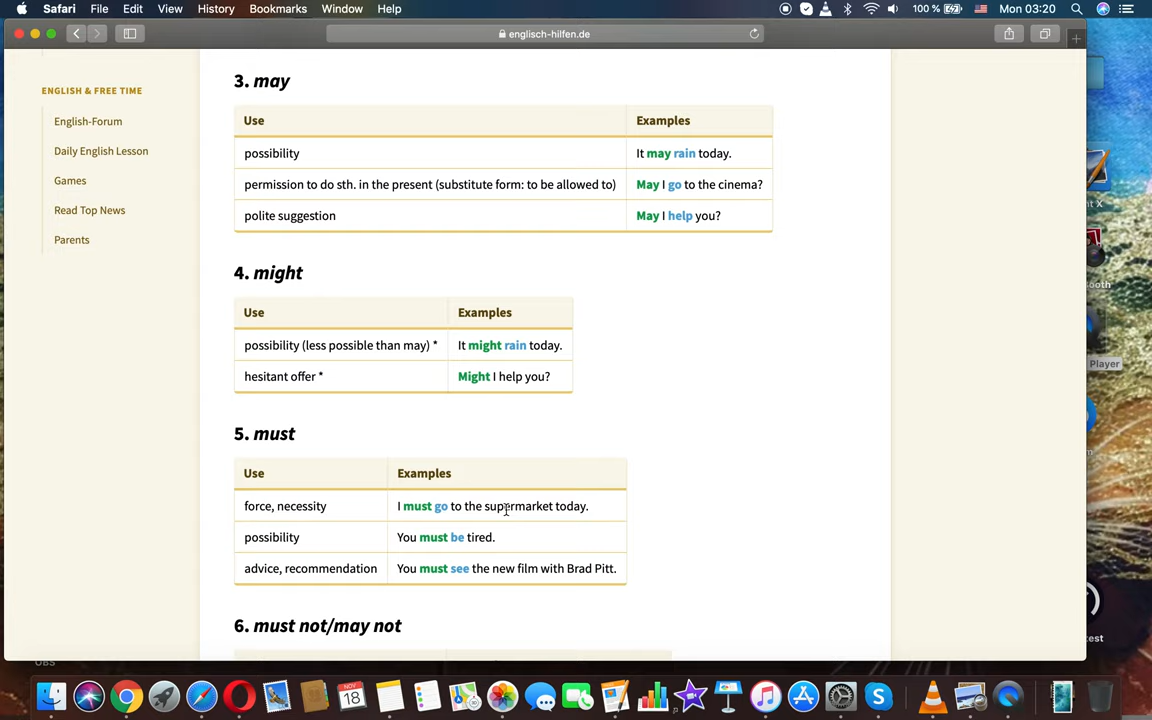 Safari File Edit View History Bookmarks Window Help 100 % Mon 03:20
englisch-hilfen.de
ENGLISH & FREE TIME
English-Forum
Daily English Lesson
Games
Read Top News
Parents
3. may
Use Examples
possibility It may rain today.
permission to do sth. in the present (substitute form: to be allowed to) May I go to the cinema?
polite suggestion May I help you?
4. might
Use Examples
possibility (less possible than may) * It might rain today.
hesitant offer * Might I help you?
5. must
Use Examples
force, necessity I must go to the supermarket today.
possibility You must be tired.
advice, recommendation You must see the new film with Brad Pitt.
6. must not/may not
Player
OBS
NOV
18